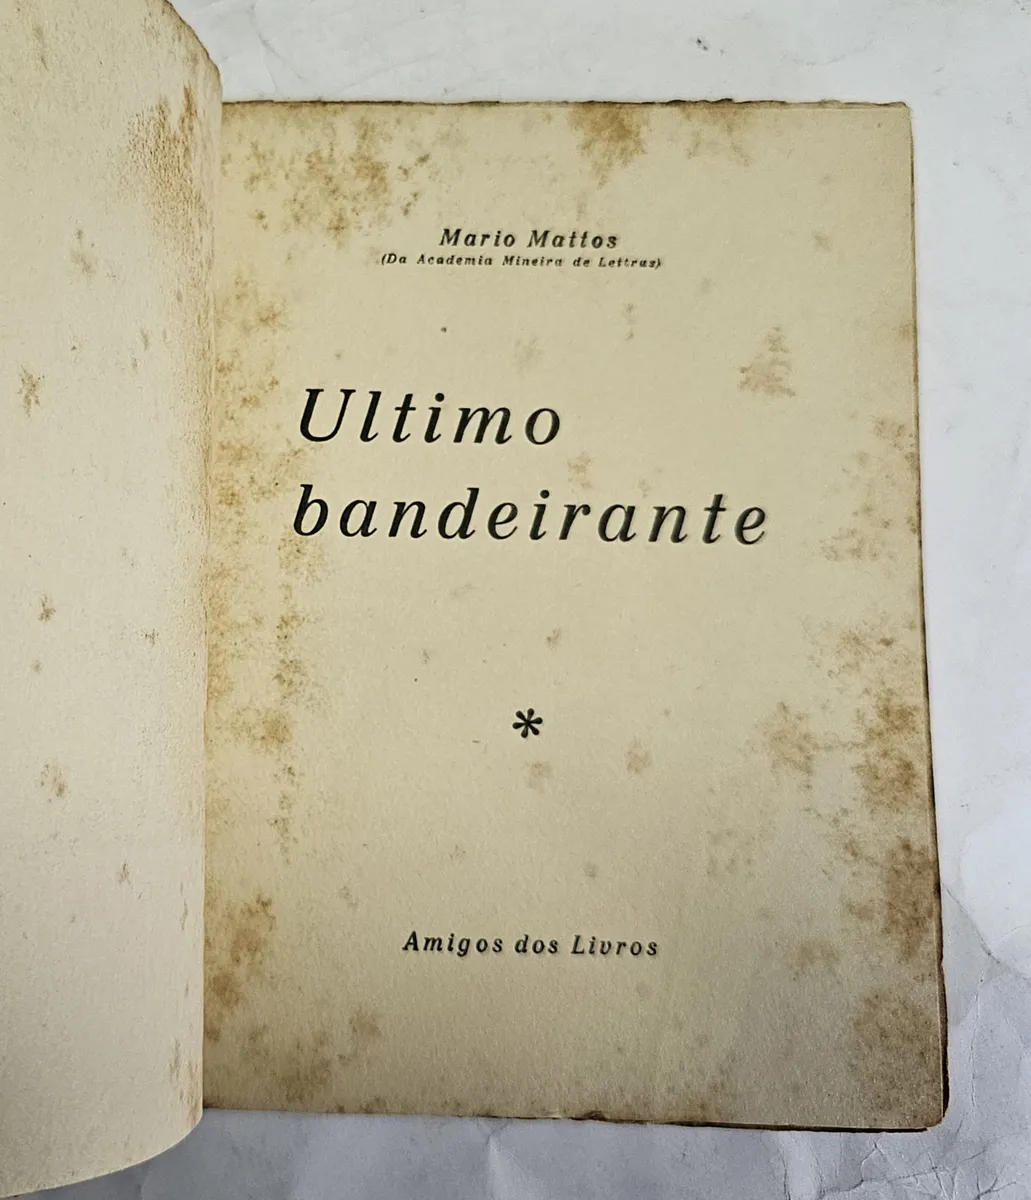 Mario Mattos
(Da Academia Mineira de Lettras)
Ultimo
bandeirante
*
Amigos dos Livros